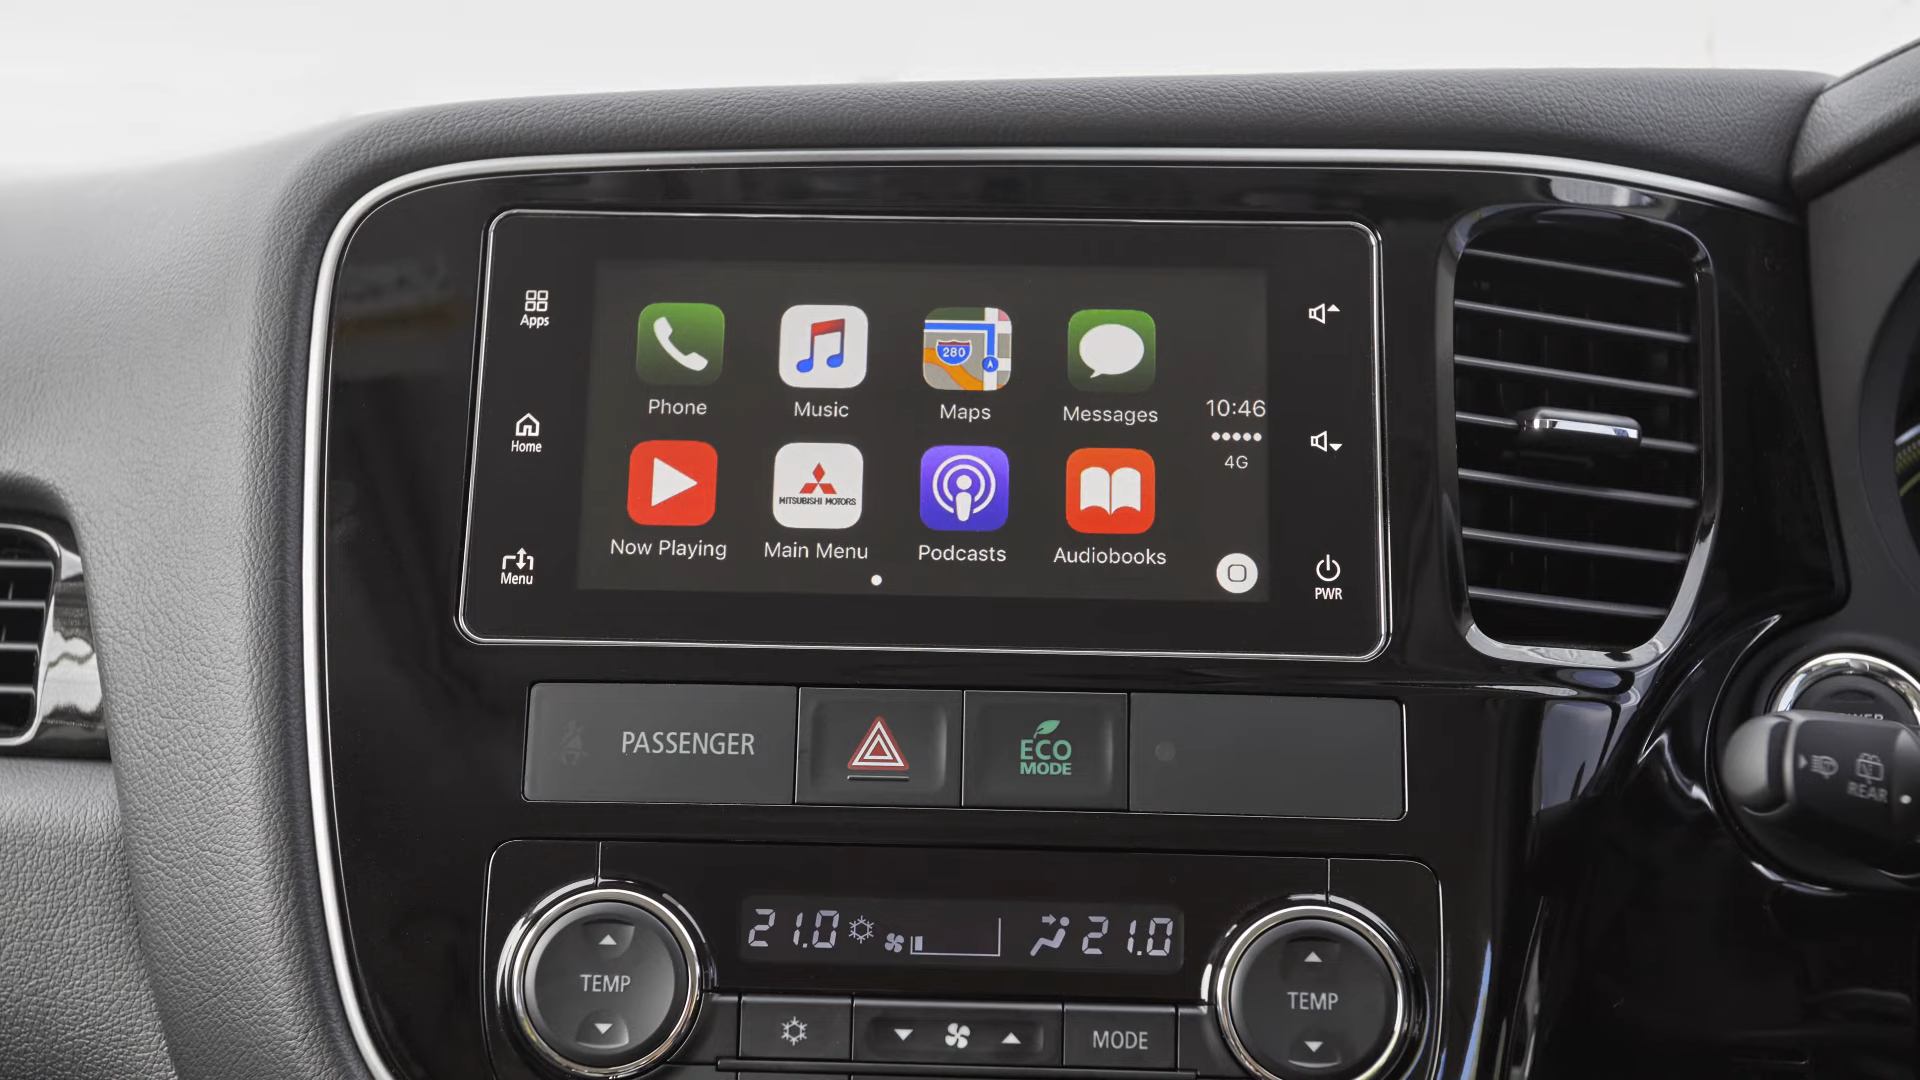 Apps
Home
Menu
280
Phone
Music
Maps
Messages
10:46
4G
MITSUBISHI MOTORS
Now Playing
Main Menu
Podcasts
Audiobooks
PWR
PASSENGER
ECO
MODE
REAR
21.0
21.0
TEMP
TEMP
MODE